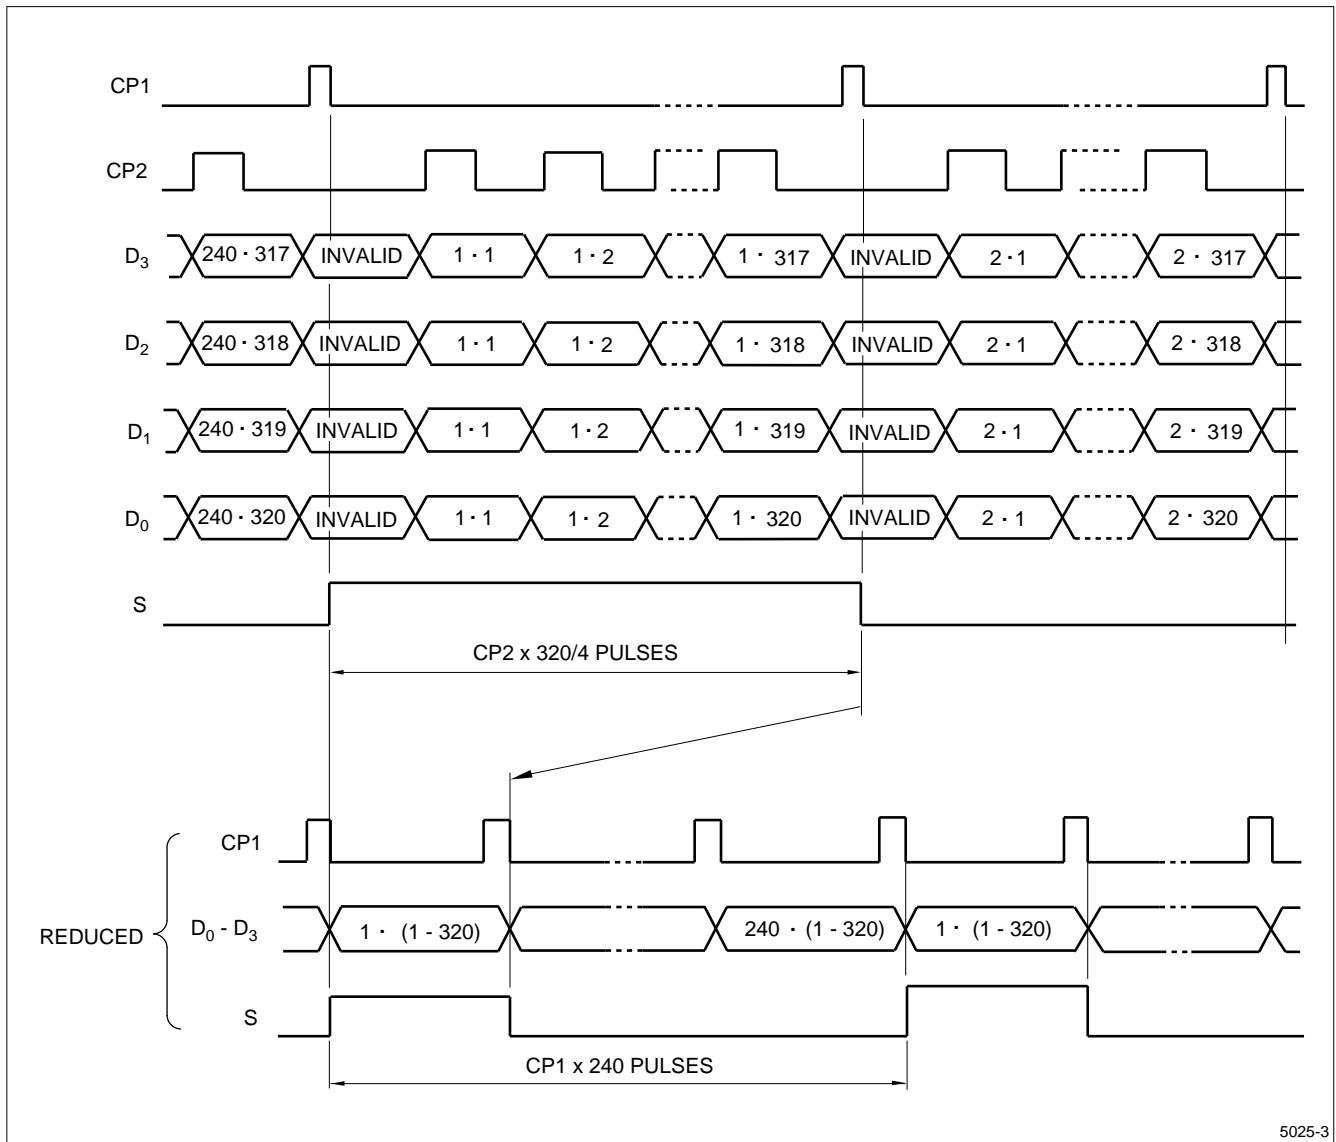 CP1
CP2
D3 240 · 317 INVALID 1 · 1 1 · 2 1 · 317 INVALID 2 · 1 2 · 317
D2 240 · 318 INVALID 1 · 1 1 · 2 1 · 318 INVALID 2 · 1 2 · 318
D1 240 · 319 INVALID 1 · 1 1 · 2 1 · 319 INVALID 2 · 1 2 · 319
D0 240 · 320 INVALID 1 · 1 1 · 2 1 · 320 INVALID 2 · 1 2 · 320
S
CP2 x 320/4 PULSES
CP1
REDUCED D0 - D3 1 · (1 - 320) 240 · (1 - 320) 1 · (1 - 320)
S
CP1 x 240 PULSES
5025-3